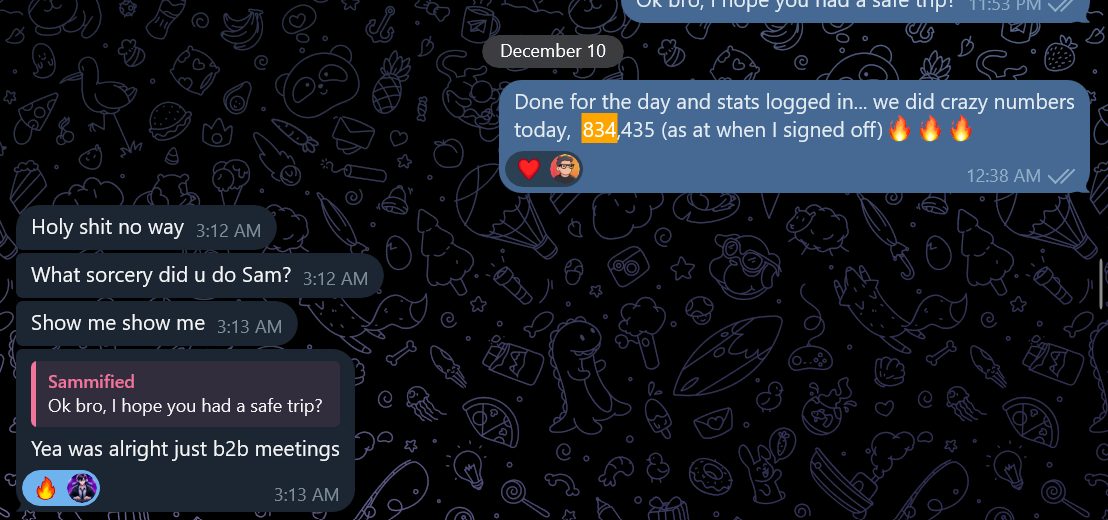 Ok bro, I hope you had a safe trip? 11:53 PM
December 10
Done for the day and stats logged in... we did crazy numbers
today, 834,435 (as at when I signed off) 🔥 🔥 🔥
❤️
12:38 AM
Holy shit no way 3:12 AM
What sorcery did u do Sam? 3:12 AM
Show me show me 3:13 AM
Sammified
Ok bro, I hope you had a safe trip?
Yea was alright just b2b meetings
🔥
3:13 AM